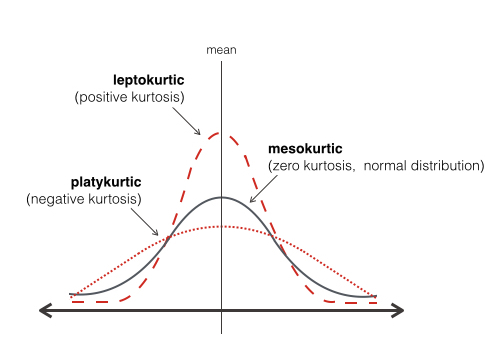 mean
leptokurtic
(positive kurtosis)
mesokurtic
(zero kurtosis, normal distribution)
platykurtic
(negative kurtosis)